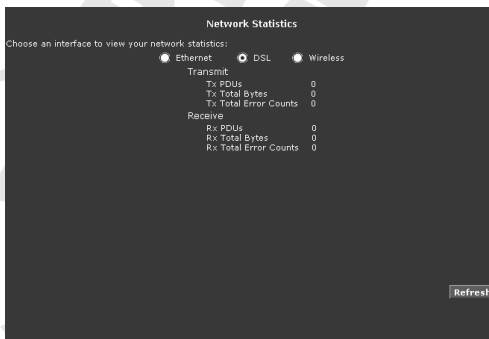 Network Statistics
Choose an interface to view your network statistics:
Ethernet DSL Wireless
Transmit
Tx PDUs 0
Tx Total Bytes 0
Tx Total Error Counts 0
Receive
Rx PDUs 0
Rx Total Bytes 0
Rx Total Error Counts 0
Refresh